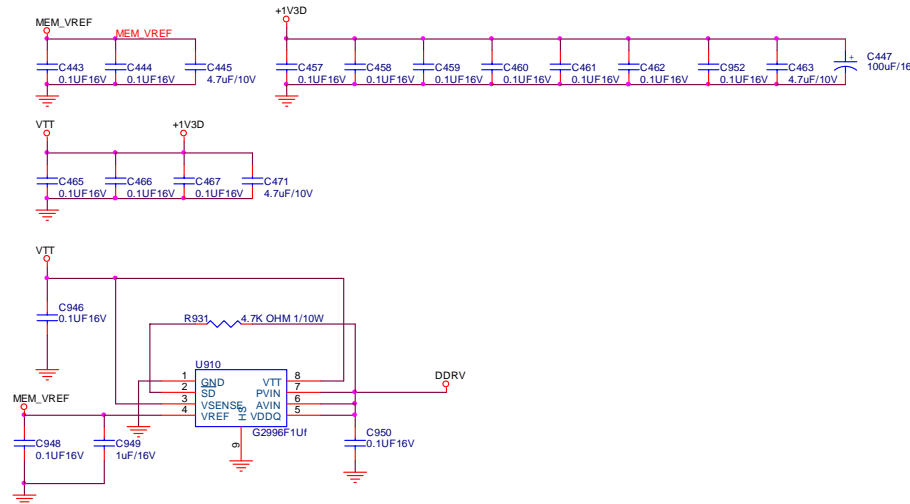 +1V3D
MEM_VREF
MEM_VREF
C443
0.1UF16V
C444
0.1UF16V
C445
4.7uF/10V
C457
0.1UF16V
C458
0.1UF16V
C459
0.1UF16V
C460
0.1UF16V
C461
0.1UF16V
C462
0.1UF16V
C952
0.1UF16V
C463
4.7uF/10V
+
C447
100uF/16
VTT
+1V3D
C465
0.1UF16V
C466
0.1UF16V
C467
0.1UF16V
C471
4.7uF/10V
VTT
C946
0.1UF16V
R931
4.7K OHM 1/10W
U910
DDRV
1
GND
VTT
8
2
SD
PVIN
7
3
VSENSE
AVIN
6
4
VREF
VDDQ
5
HS
9
G2996F1Uf
MEM_VREF
C948
0.1UF16V
C949
1uF/16V
C950
0.1UF16V